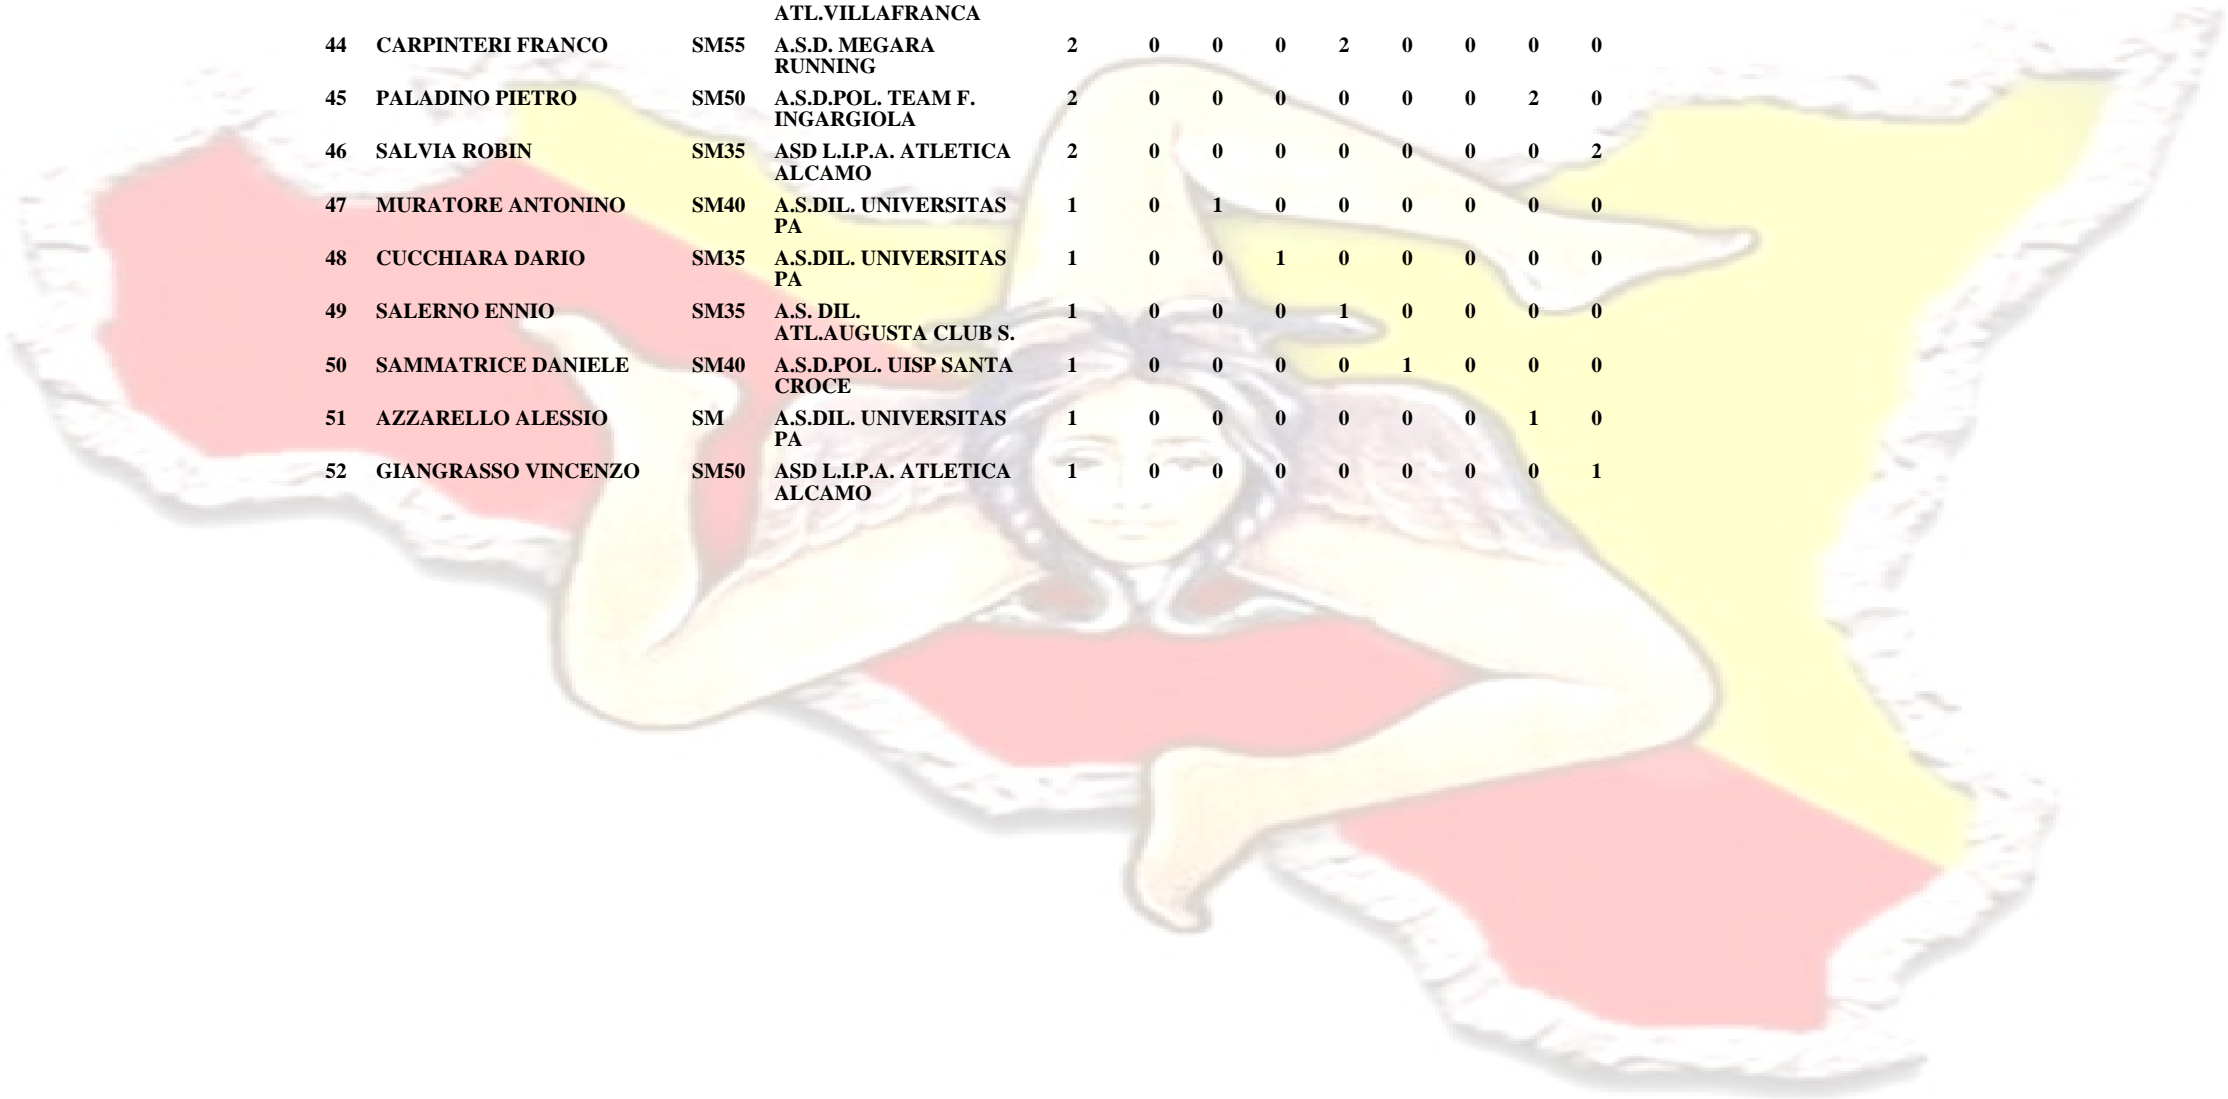 ATL.VILLAFRANCA
44 CARPINTERI FRANCO SM55 A.S.D. MEGARA 2 0 0 0 2 0 0 0 0
RUNNING
45 PALADINO PIETRO SM50 A.S.D.POL. TEAM F. 2 0 0 0 0 0 0 2 0
INGARGIOLA
46 SALVIA ROBIN SM35 ASD L.I.P.A. ATLETICA 2 0 0 0 0 0 0 0 2
ALCAMO
47 MURATORE ANTONINO SM40 A.S.DIL. UNIVERSITAS 1 0 1 0 0 0 0 0 0
PA
48 CUCCHIARA DARIO SM35 A.S.DIL. UNIVERSITAS 1 0 0 1 0 0 0 0 0
PA
49 SALERNO ENNIO SM35 A.S. DIL. 1 0 0 0 1 0 0 0 0
ATL.AUGUSTA CLUB S.
50 SAMMATRICE DANIELE SM40 A.S.D.POL. UISP SANTA 1 0 0 0 0 1 0 0 0
CROCE
51 AZZARELLO ALESSIO SM A.S.DIL. UNIVERSITAS 1 0 0 0 0 0 0 1 0
PA
52 GIANGRASSO VINCENZO SM50 ASD L.I.P.A. ATLETICA 1 0 0 0 0 0 0 0 1
ALCAMO